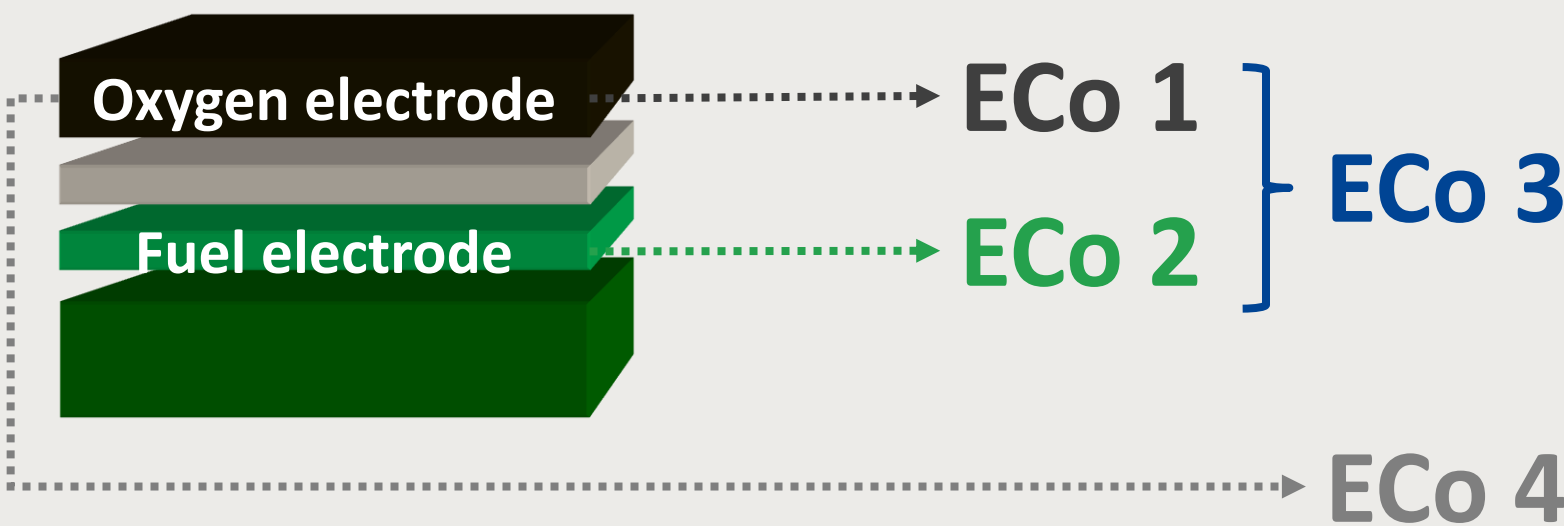 Oxygen electrode
ECo 1
ECo 3
Fuel electrode
ECo 2
ECo 4